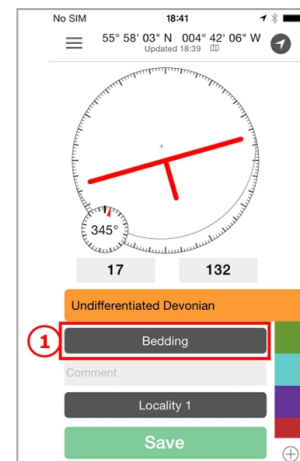 No SIM 18:41
55° 58' 03" N 004° 42' 06" W
Updated 18:39
345°
17 132
Undifferentiated Devonian
1 Bedding
Comment
Locality 1
Save